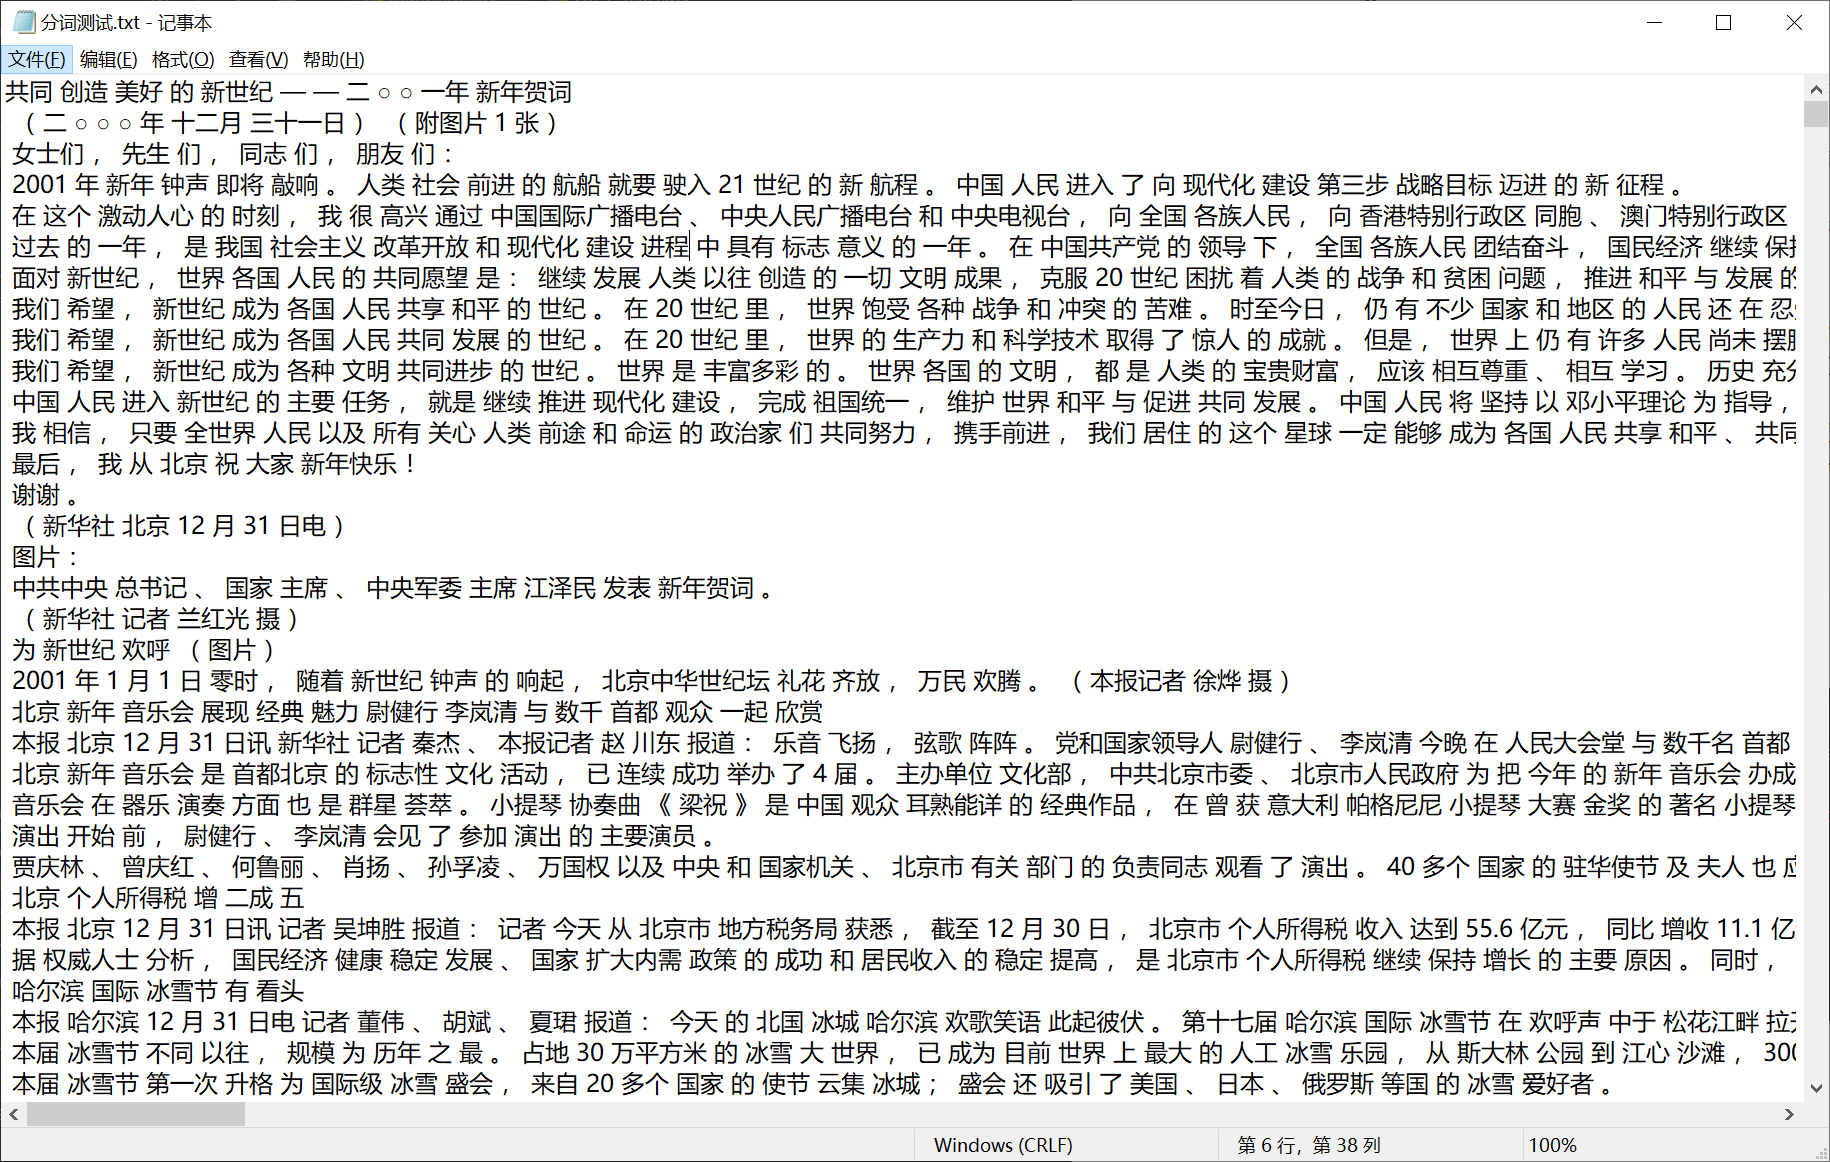 分词测试.txt - 记事本
文件(F) 编辑(E) 格式(O) 查看(V) 帮助(H)
共同 创造 美好 的 新世纪 — — 二 ○ ○ 一年 新年贺词
（ 二 ○ ○ ○ 年 十二月 三十一日 ） （ 附图片 1 张 ）
女士们 ， 先生 们 ， 同志 们 ， 朋友 们 ：
2001 年 新年 钟声 即将 敲响 。 人类 社会 前进 的 航船 就要 驶入 21 世纪 的 新 航程 。 中国 人民 进入 了 向 现代化 建设 第三步 战略目标 迈进 的 新 征程 。
在 这个 激动人心 的 时刻 ， 我 很 高兴 通过 中国国际广播电台 、 中央人民广播电台 和 中央电视台 ， 向 全国 各族人民 ， 向 香港特别行政区 同胞 、 澳门特别行政区
过去 的 一年 ， 是 我国 社会主义 改革开放 和 现代化 建设 进程 中 具有 标志 意义 的 一年 。 在 中国共产党 的 领导 下 ， 全国 各族人民 团结奋斗 ， 国民经济 继续 保持
面对 新世纪 ， 世界 各国 人民 的 共同愿望 是 ： 继续 发展 人类 以往 创造 的 一切 文明 成果 ， 克服 20 世纪 困扰 着 人类 的 战争 和 贫困 问题 ， 推进 和平 与 发展 的
我们 希望 ， 新世纪 成为 各国 人民 共享 和平 的 世纪 。 在 20 世纪 里 ， 世界 饱受 各种 战争 和 冲突 的 苦难 。 时至今日 ， 仍 有 不少 国家 和 地区 的 人民 还 在 忍
我们 希望 ， 新世纪 成为 各国 人民 共同 发展 的 世纪 。 在 20 世纪 里 ， 世界 的 生产力 和 科学技术 取得 了 惊人 的 成就 。 但是 ， 世界 上 仍 有 许多 人民 尚未 摆脱
我们 希望 ， 新世纪 成为 各种 文明 共同进步 的 世纪 。 世界 是 丰富多彩 的 。 世界 各国 的 文明 ， 都 是 人类 的 宝贵财富 ， 应该 相互尊重 、 相互 学习 。 历史 充分
中国 人民 进入 新世纪 的 主要 任务 ， 就是 继续 推进 现代化 建设 ， 完成 祖国统一 ， 维护 世界 和平 与 促进 共同 发展 。 中国 人民 将 坚持 以 邓小平理论 为 指导 ，
我 相信 ， 只要 全世界 人民 以及 所有 关心 人类 前途 和 命运 的 政治家 们 共同努力 ， 携手前进 ， 我们 居住 的 这个 星球 一定 能够 成为 各国 人民 共享 和平 、 共同
最后 ， 我 从 北京 祝 大家 新年快乐 ！
谢谢 。
（ 新华社 北京 12 月 31 日电 ）
图片 ：
中共中央 总书记 、 国家 主席 、 中央军委 主席 江泽民 发表 新年贺词 。
（ 新华社 记者 兰红光 摄 ）
为 新世纪 欢呼 （ 图片 ）
2001 年 1 月 1 日 零时 ， 随着 新世纪 钟声 的 响起 ， 北京中华世纪坛 礼花 齐放 ， 万民 欢腾 。 （ 本报记者 徐烨 摄 ）
北京 新年 音乐会 展现 经典 魅力 尉健行 李岚清 与 数千 首都 观众 一起 欣赏
本报 北京 12 月 31 日讯 新华社 记者 秦杰 、 本报记者 赵 川东 报道 ： 乐音 飞扬 ， 弦歌 阵阵 。 党和国家领导人 尉健行 、 李岚清 今晚 在 人民大会堂 与 数千名 首都
北京 新年 音乐会 是 首都北京 的 标志性 文化 活动 ， 已 连续 成功 举办 了 4 届 。 主办单位 文化部 ， 中共北京市委 、 北京市人民政府 为 把 今年 的 新年 音乐会 办成
音乐会 在 器乐 演奏 方面 也 是 群星 荟萃 。 小提琴 协奏曲 《 梁祝 》 是 中国 观众 耳熟能详 的 经典作品 ， 在 曾 获 意大利 帕格尼尼 小提琴 大赛 金奖 的 著名 小提琴
演出 开始 前 ， 尉健行 、 李岚清 会见 了 参加 演出 的 主要演员 。
贾庆林 、 曾庆红 、 何鲁丽 、 肖扬 、 孙孚凌 、 万国权 以及 中央 和 国家机关 、 北京市 有关 部门 的 负责同志 观看 了 演出 。 40 多个 国家 的 驻华使节 及 夫人 也 应
北京 个人所得税 增 二成 五
本报 北京 12 月 31 日讯 记者 吴坤胜 报道 ： 记者 今天 从 北京市 地方税务局 获悉 ， 截至 12 月 30 日 ， 北京市 个人所得税 收入 达到 55.6 亿元 ， 同比 增收 11.1 亿
据 权威人士 分析 ， 国民经济 健康 稳定 发展 、 国家 扩大内需 政策 的 成功 和 居民收入 的 稳定 提高 ， 是 北京市 个人所得税 继续 保持 增长 的 主要 原因 。 同时 ，
哈尔滨 国际 冰雪节 有 看头
本报 哈尔滨 12 月 31 日电 记者 董伟 、 胡斌 、 夏珺 报道 ： 今天 的 北国 冰城 哈尔滨 欢歌笑语 此起彼伏 。 第十七届 哈尔滨 国际 冰雪节 在 欢呼声 中于 松花江畔 拉开
本届 冰雪节 不同 以往 ， 规模 为 历年 之 最 。 占地 30 万平方米 的 冰雪 大 世界 ， 已 成为 目前 世界 上 最大 的 人工 冰雪 乐园 ， 从 斯大林 公园 到 江心 沙滩 ， 300
本届 冰雪节 第一次 升格 为 国际级 冰雪 盛会 ， 来自 20 多个 国家 的 使节 云集 冰城 ； 盛会 还 吸引 了 美国 、 日本 、 俄罗斯 等国 的 冰雪 爱好者 。
Windows (CRLF) 第 6 行，第 38 列 100%